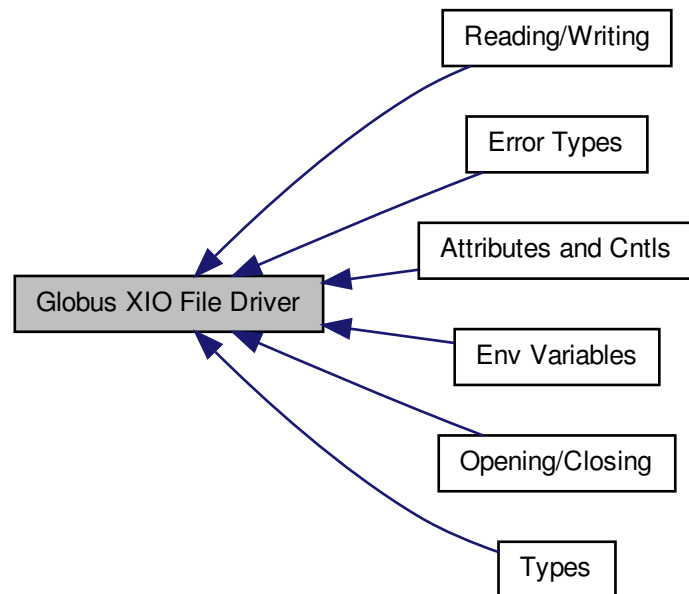 Reading/Writing
Error Types
Attributes and Cntls
Globus XIO File Driver
Env Variables
Opening/Closing
Types